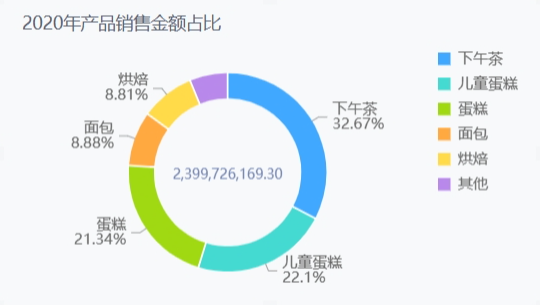 2020年产品销售金额占比
下午茶
32.67%
儿童蛋糕
22.1%
蛋糕
21.34%
面包
8.88%
烘焙
8.81%
2,399,726,169.30
下午茶
儿童蛋糕
蛋糕
面包
烘焙
其他